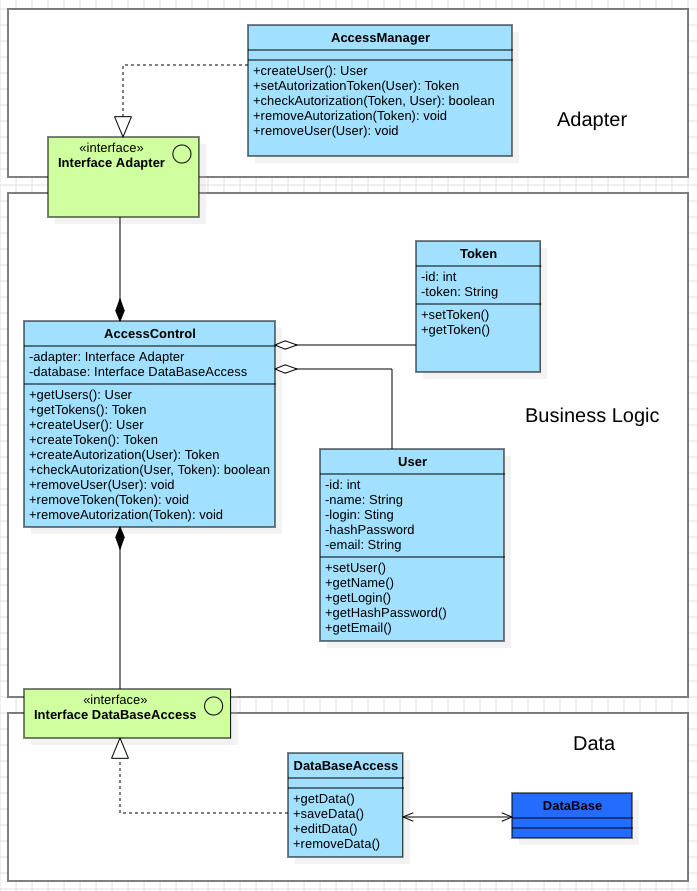 AccessManager
+createUser(): User
+setAutorizationToken(User): Token
+checkAutorization(Token, User): boolean
+removeAutorization(Token): void
+removeUser(User): void
Adapter
«interface»
Interface Adapter
Token
-id: int
-token: String
+setToken()
+getToken()
AccessControl
-adapter: Interface Adapter
-database: Interface DataBaseAccess
+getUsers(): User
+getTokens(): Token
+createUser(): User
+createToken(): Token
+createAutorization(User): Token
+checkAutorization(User, Token): boolean
+removeUser(User): void
+removeToken(Token): void
+removeAutorization(Token): void
Business Logic
User
-id: int
-name: String
-login: Sting
-hashPassword
-email: String
+setUser()
+getName()
+getLogin()
+getHashPassword()
+getEmail()
«interface»
Interface DataBaseAccess
Data
DataBaseAccess
+getData()
+saveData()
+editData()
+removeData()
DataBase